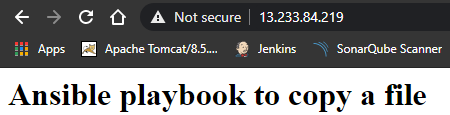 Not secure | 13.233.84.219
Apps Apache Tomcat/8.5.... Jenkins SonarQube Scanner
Ansible playbook to copy a file